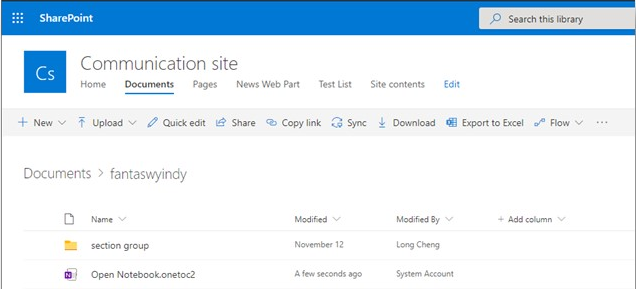 SharePoint Search this library
Cs Communication site
Home Documents Pages News Web Part Test List Site contents Edit
New Upload Quick edit Share Copy link Sync Download Export to Excel Flow ...
Documents > fantaswyindy
Name Modified Modified By + Add column
section group November 12 Long Cheng
Open Notebook.onetoc2 A few seconds ago System Account